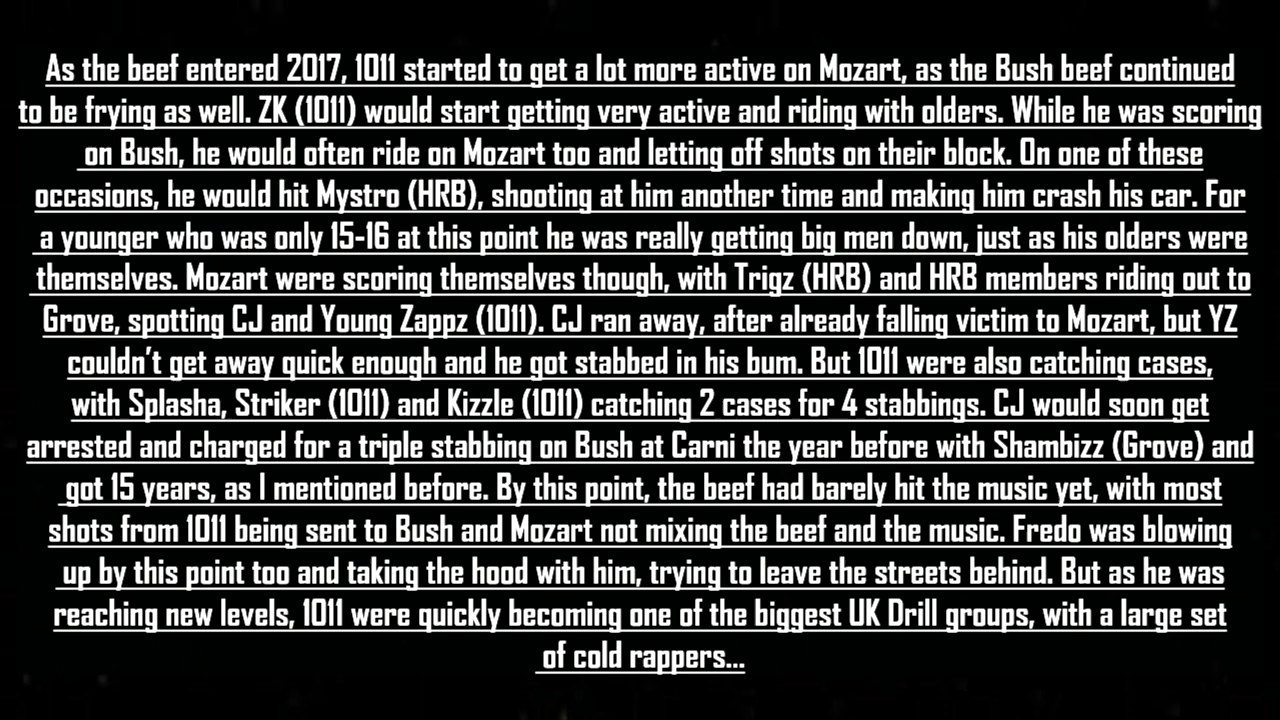 As the beef entered 2017, 1011 started to get a lot more active on Mozart, as the Bush beef continued
to be frying as well. ZK (1011) would start getting very active and riding with olders. While he was scoring
on Bush, he would often ride on Mozart too and letting off shots on their block. On one of these
occasions, he would hit Mystro (HRB), shooting at him another time and making him crash his car. For
a younger who was only 15-16 at this point he was really getting big men down, just as his olders were
themselves. Mozart were scoring themselves though, with Trigz (HRB) and HRB members riding out to
Grove, spotting CJ and Young Zappz (1011). CJ ran away, after already falling victim to Mozart, but YZ
couldn't get away quick enough and he got stabbed in his bum. But 1011 were also catching cases,
with Splasha, Striker (1011) and Kizzle (1011) catching 2 cases for 4 stabbings. CJ would soon get
arrested and charged for a triple stabbing on Bush at Carni the year before with Shambizz (Grove) and
got 15 years, as I mentioned before. By this point, the beef had barely hit the music yet, with most
shots from 1011 being sent to Bush and Mozart not mixing the beef and the music. Fredo was blowing
up by this point too and taking the hood with him, trying to leave the streets behind. But as he was
reaching new levels, 1011 were quickly becoming one of the biggest UK Drill groups, with a large set
of cold rappers...